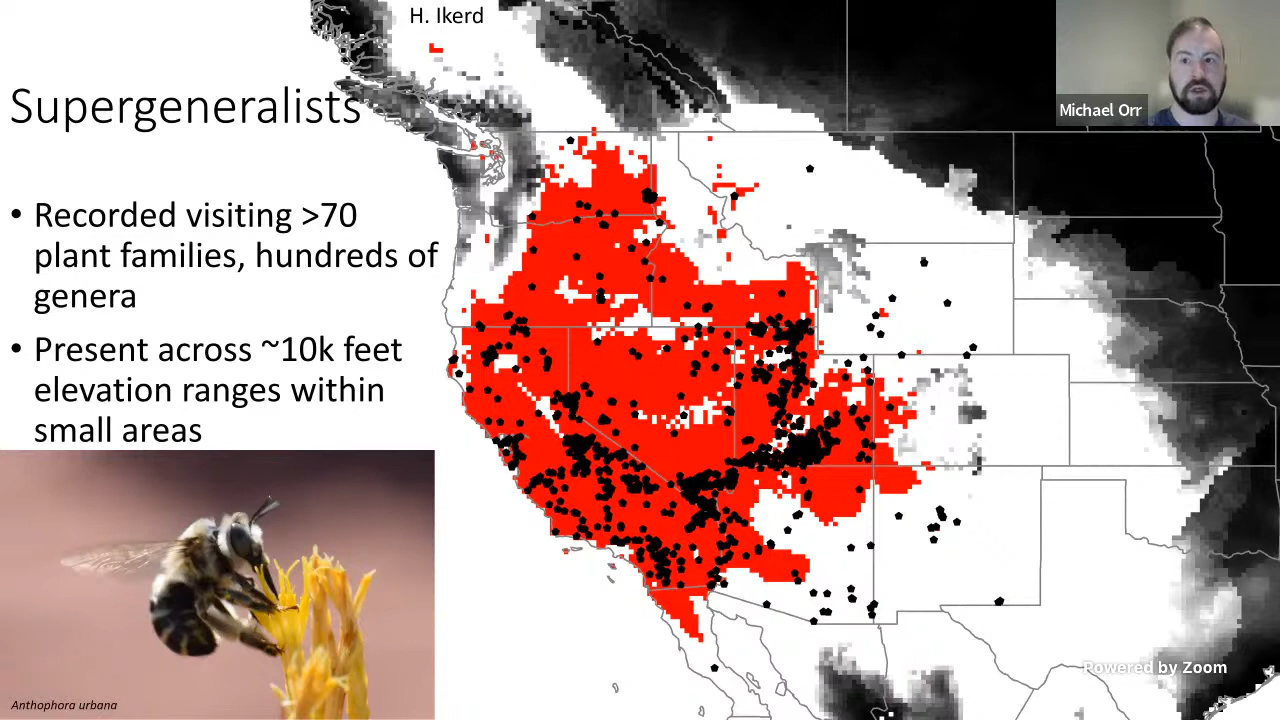 H. Ikerd
Michael Orr
Supergeneralists
• Recorded visiting >70
plant families, hundreds of
genera
• Present across ~10k feet
elevation ranges within
small areas
Anthophora urbana
Powered by Zoom